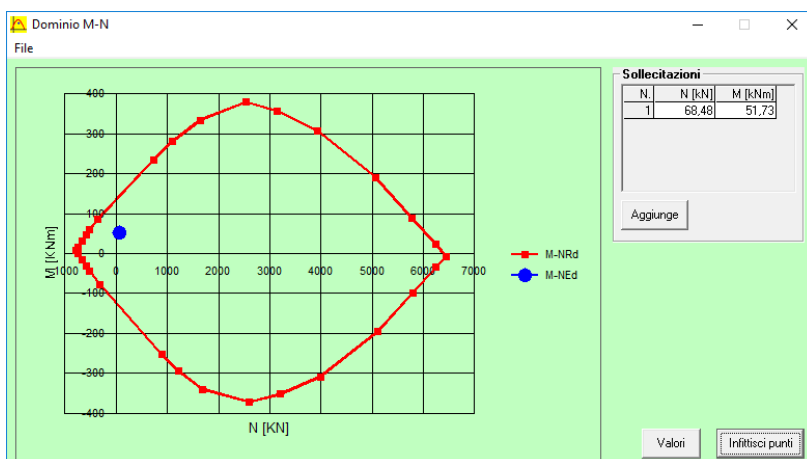 Dominio M-N
File
400
300
200
100
0
-1000 0 1000 2000 3000 4000 5000 6000 7000
-100
-200
-300
-400
M [KNm]
N [KN]
M-NRd
M-NEd
Sollecitazioni
N. N [kN] M [kNm]
1 68,48 51,73
Aggiunge
Valori
Infittisci punti